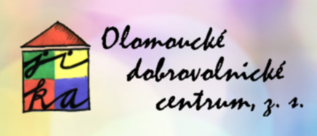 ji
ka
Olomoucké
dobrovolnické
centrum, z. s.